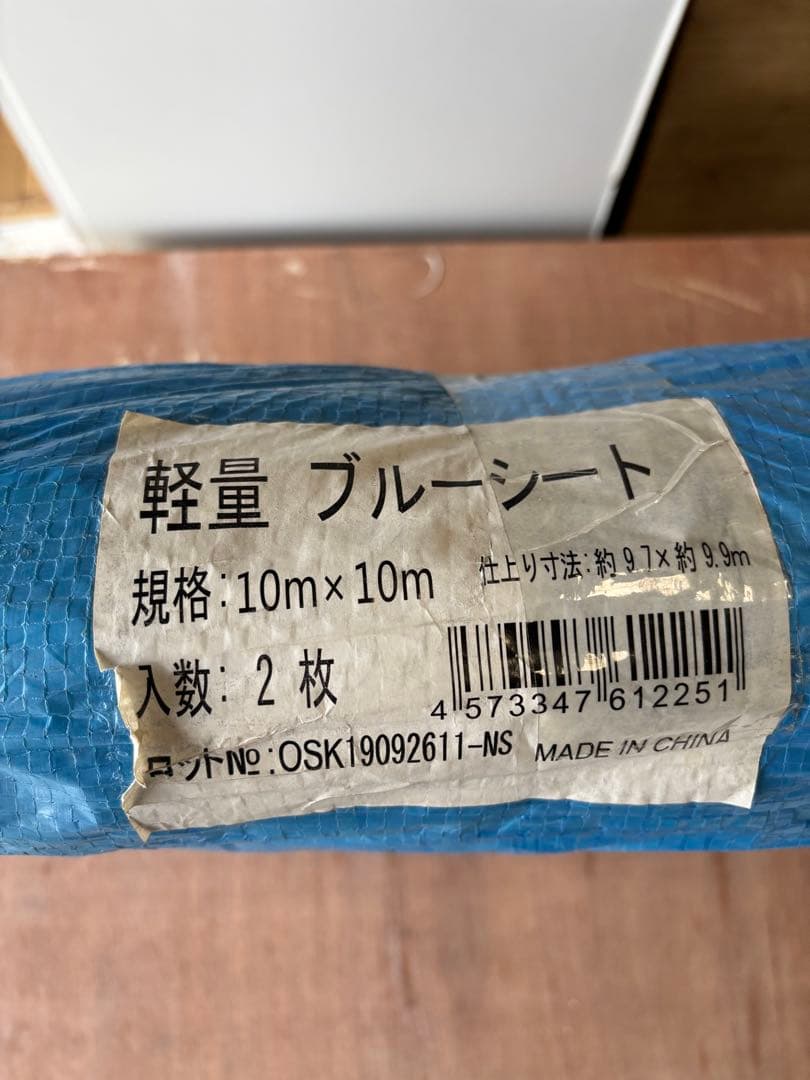 軽量 ブルーシート
規格:10m×10m 仕上り寸法:約9.7×約9.9m
入数: 2 枚
4 573347 612251
ロット№:OSK19092611-NS MADE IN CHINA